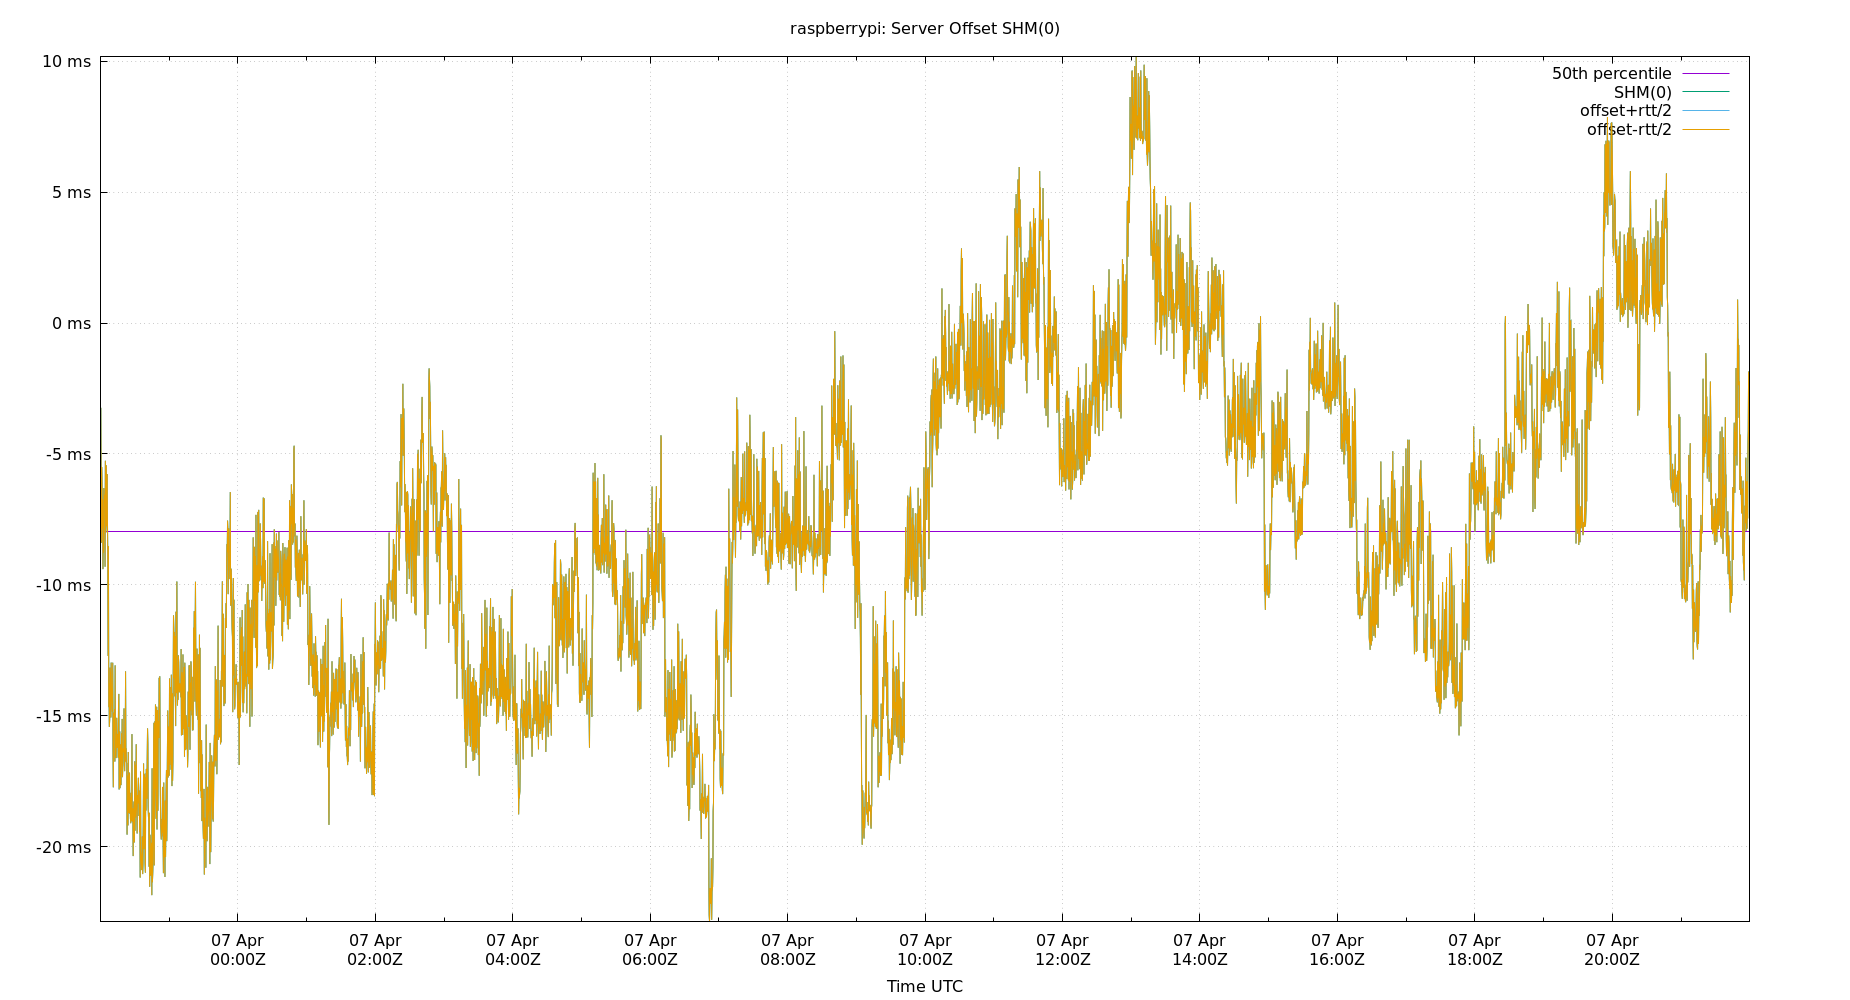 raspberrypi: Server Offset SHM(0)
10 ms
5 ms
0 ms
-5 ms
-10 ms
-15 ms
-20 ms
50th percentile
SHM(0)
offset+rtt/2
offset-rtt/2
07 Apr
00:00Z
07 Apr
02:00Z
07 Apr
04:00Z
07 Apr
06:00Z
07 Apr
08:00Z
07 Apr
10:00Z
07 Apr
12:00Z
07 Apr
14:00Z
07 Apr
16:00Z
07 Apr
18:00Z
07 Apr
20:00Z
Time UTC